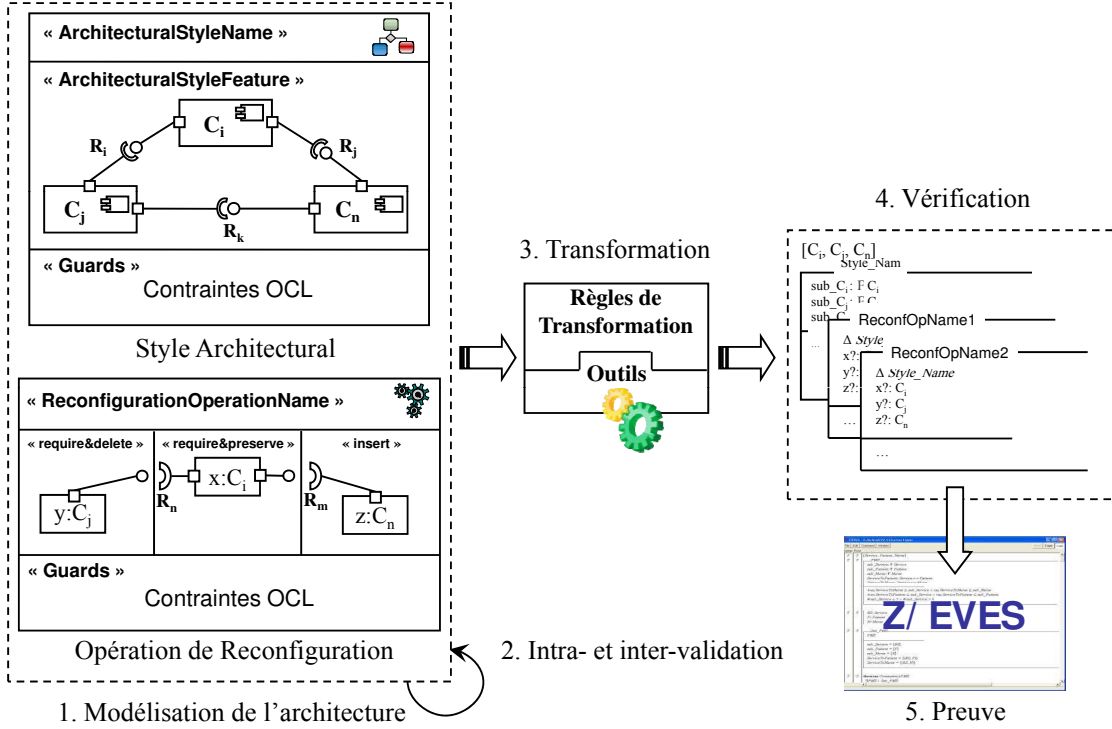 « ArchitecturalStyleName »
« ArchitecturalStyleFeature »
Ci
Ri
Rj
Cj
Cn
Rk
« Guards »
Contraintes OCL
Style Architectural
« ReconfigurationOperationName »
« require&delete »
« require&preserve »
« insert »
x:Ci
Rn
Rm
y:Cj
z:Cn
« Guards »
Contraintes OCL
Opération de Reconfiguration
1. Modélisation de l'architecture
2. Intra- et inter-validation
3. Transformation
Règles de
Transformation
Outils
4. Vérification
[Ci, Cj, Cn]
Style_Nam
sub_Ci: F Ci
sub_Cj: F C
sub_C
...
ReconfOpName1
Δ Style
x?:
y?:
z?:
...
ReconfOpName2
Δ Style_Name
x?: Ci
y?: Cj
z?: Cn
...
Z/ EVES
5. Preuve